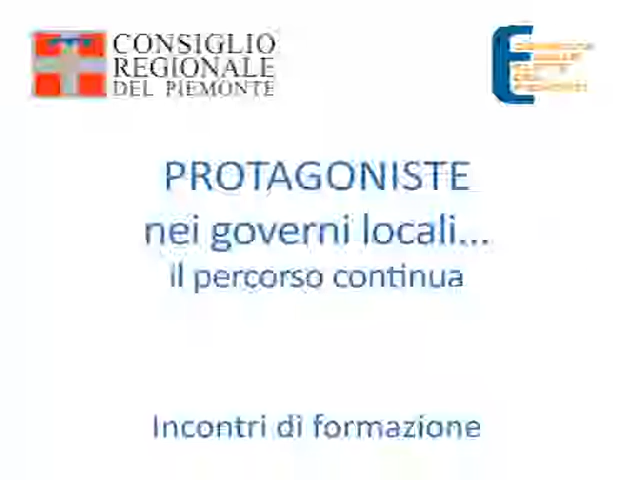 CONSIGLIO
REGIONALE
DEL PIEMONTE
PROTAGONISTE
nei governi locali...
il percorso continua
Incontri di formazione